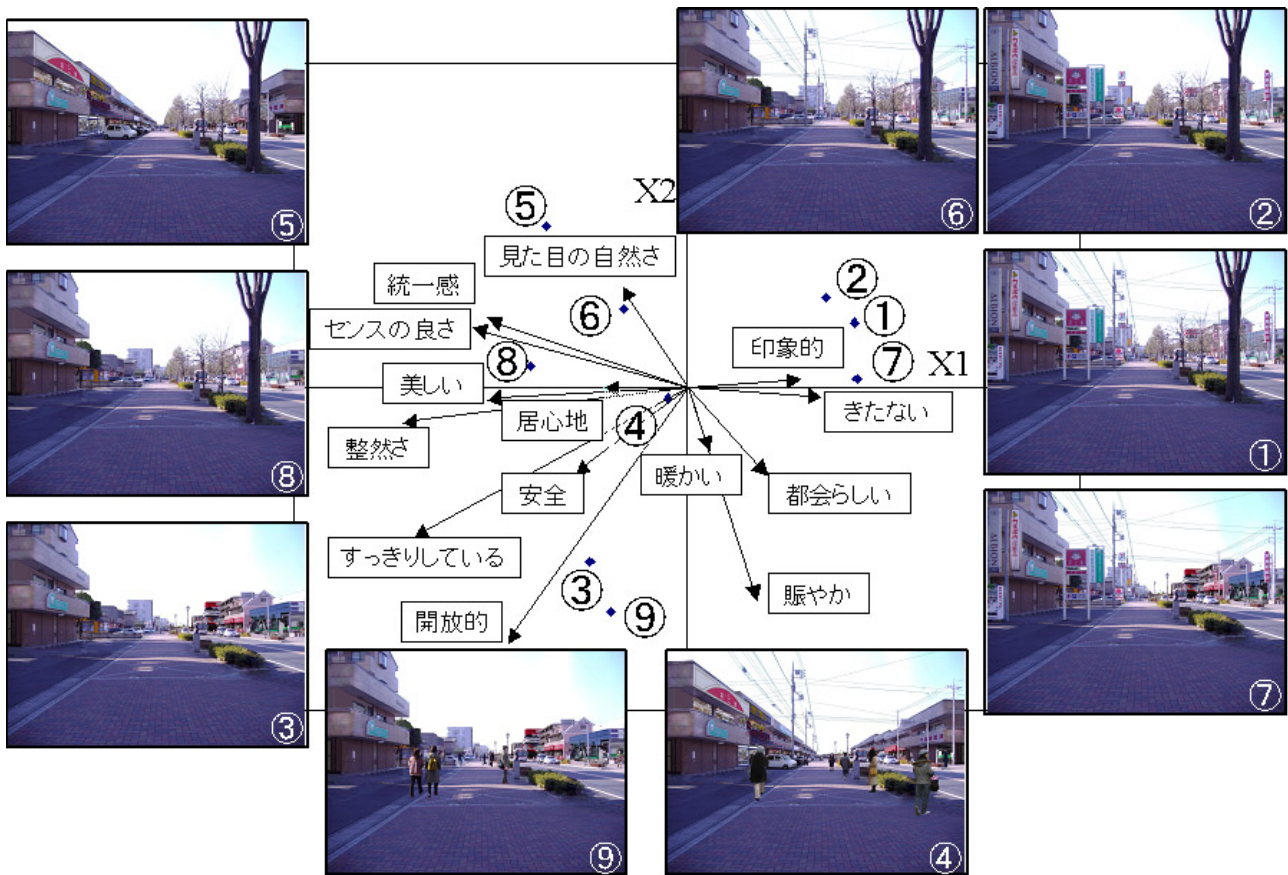 ⑤
⑥
②
X2
⑤
見た目の自然さ
統一感
②
⑥
①
センスの良さ
印象的
⑧
⑦
X1
ALBION
①
美しい
居心地
④
きたない
整然さ
⑧
安全
暖かい
都会らしい
すっきりしている
③
賑やか
⑨
開放的
ALBION
⑦
③
⑨
④